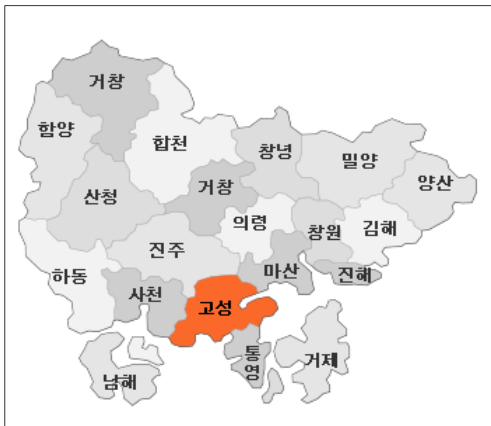 거창
함양
합천
창녕
밀양
양산
산청
거창
의령
창원
김해
진주
하동
마산
진해
사천
고성
통영
거제
남해